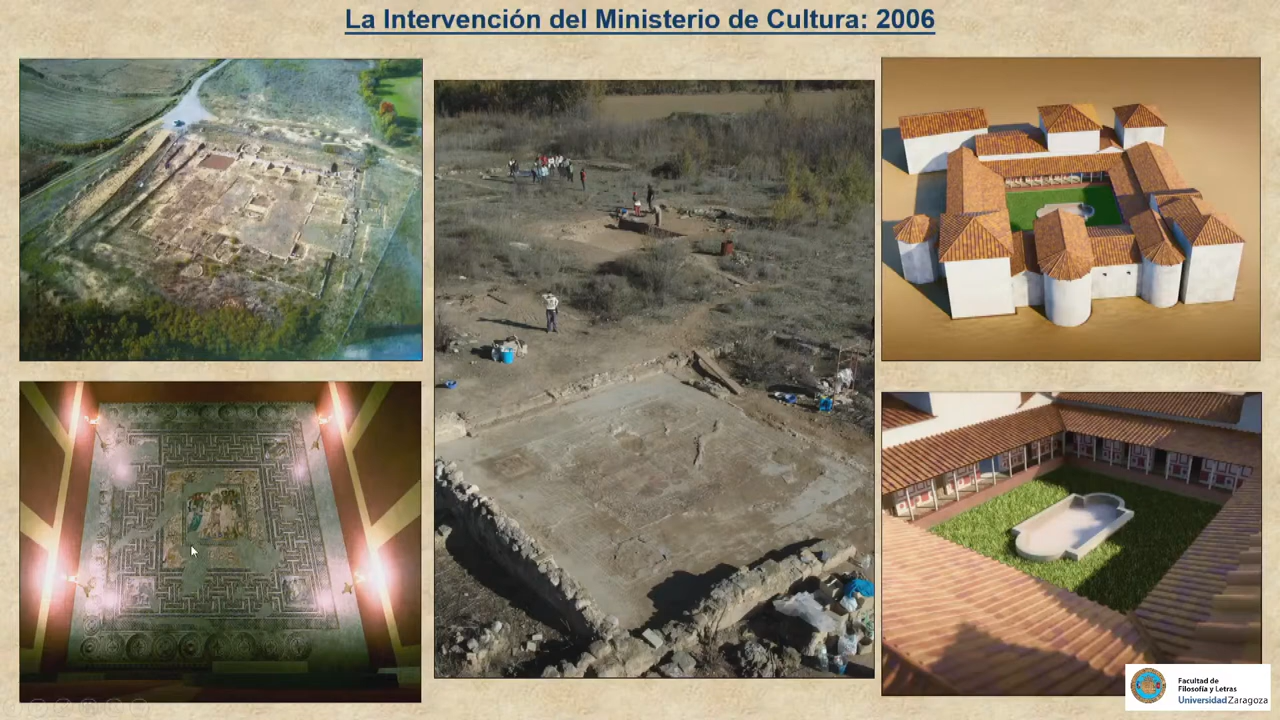 La Intervención del Ministerio de Cultura: 2006
Facultad de
Filosofía y Letras
Universidad Zaragoza